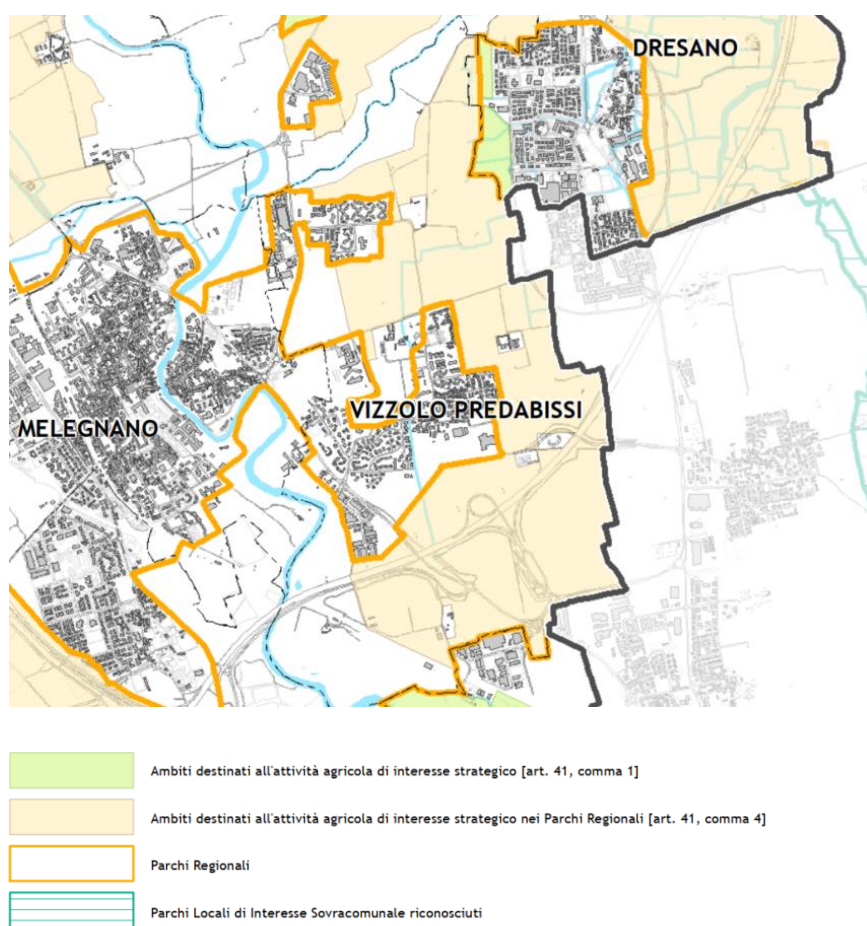 DRESANO
VIZZOLO PREDABISSI
MELEGNANO
Ambiti destinati all'attività agricola di interesse strategico [art. 41, comma 1]
Ambiti destinati all'attività agricola di interesse strategico nei Parchi Regionali [art. 41, comma 4]
Parchi Regionali
Parchi Locali di Interesse Sovracomunale riconosciuti